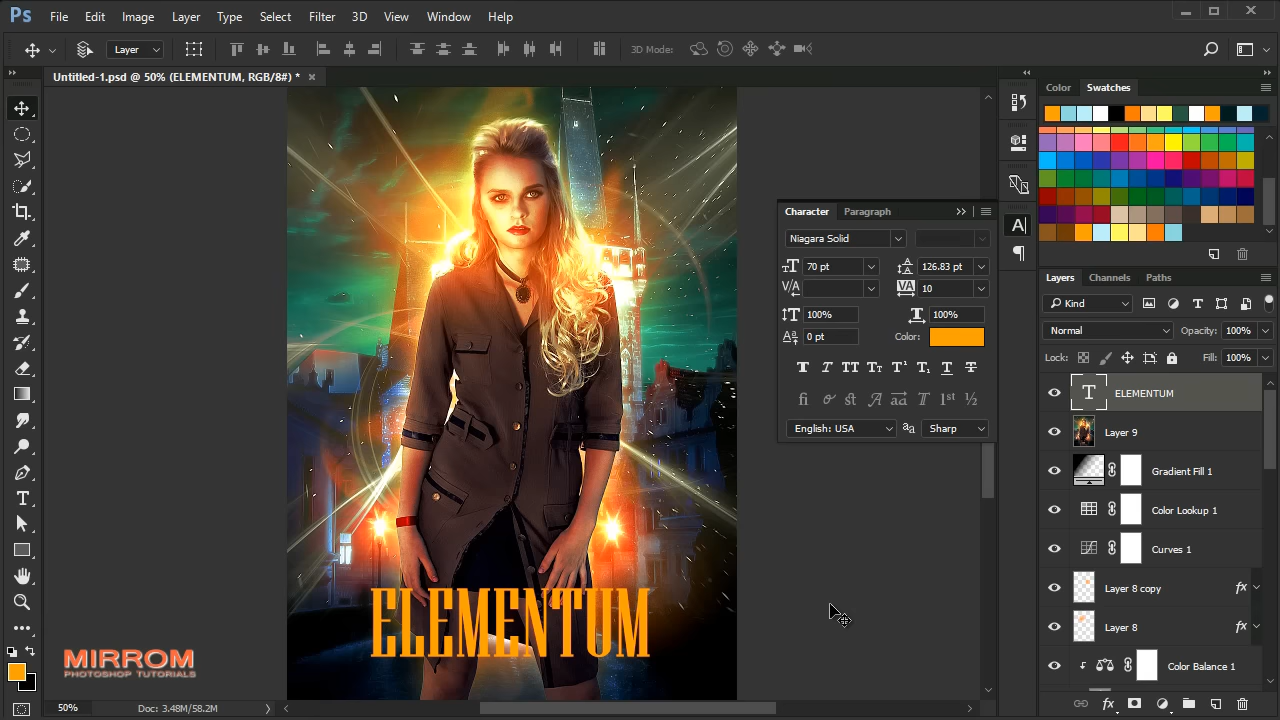 Ps File Edit Image Layer Type Select Filter 3D View Window Help
Layer 3D Mode:
Untitled-1.psd @ 50% (ELEMENTUM, RGB/8#) * ×
Color Swatches
Character Paragraph
Niagara Solid
70 pt 126.83 pt
10
100% 100%
0 pt Color:
English: USA Sharp
Layers Channels Paths
Kind
Normal Opacity: 100%
Lock: Fill: 100%
ELEMENTUM
Layer 9
Gradient Fill 1
Color Lookup 1
Curves 1
Layer 8 copy fx
Layer 8 fx
Color Balance 1
ELEMENTUM
MIRROM
PHOTOSHOP TUTORIALS
50% Doc: 3.48M/58.2M